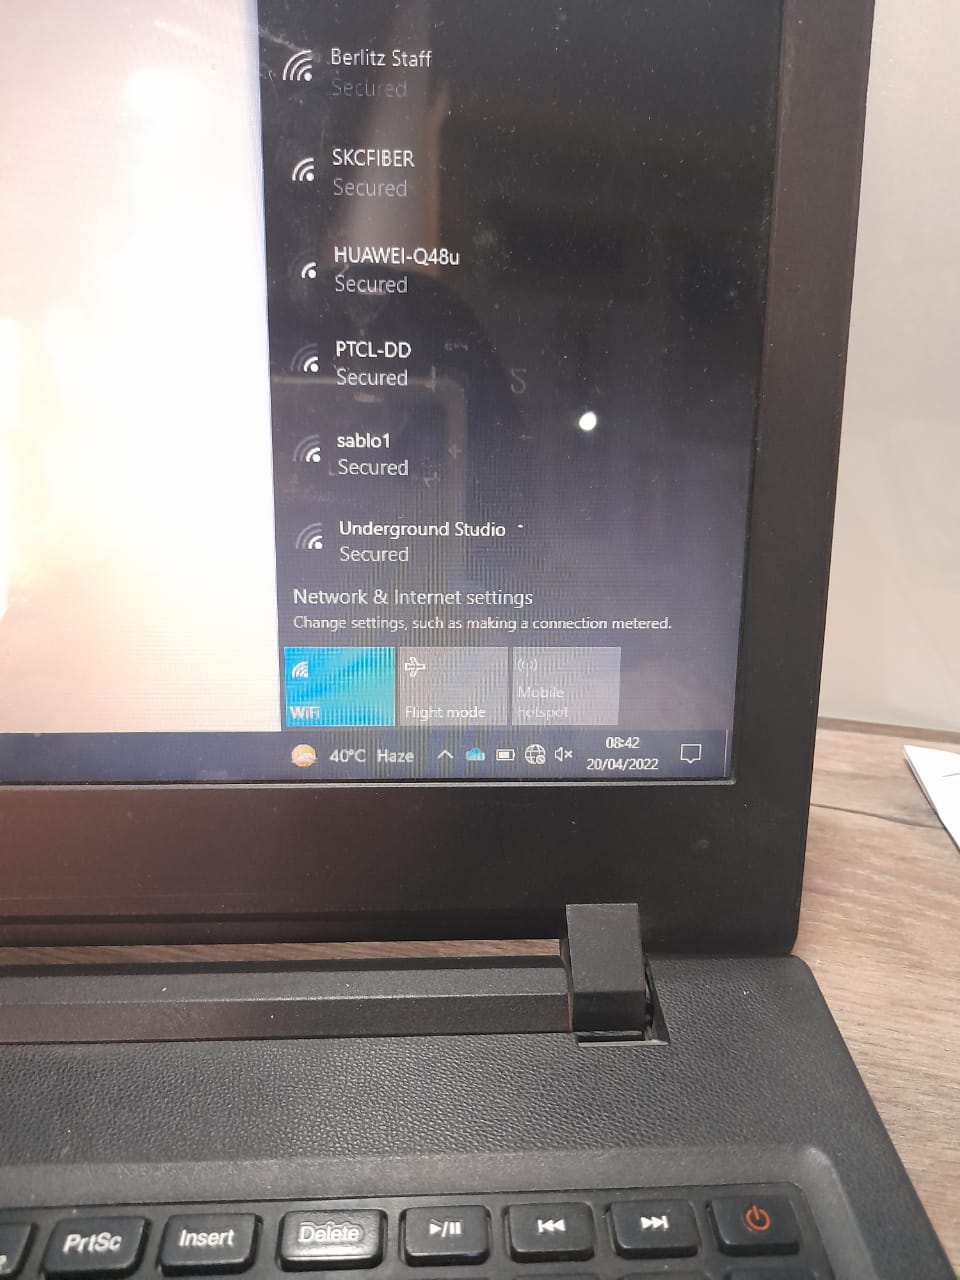 Berlitz Staff
Secured
SKCFIBER
Secured
HUAWEI-Q48u
Secured
PTCL-DD
Secured
sablo1
Secured
Underground Studio
Secured
Network & Internet settings
Change settings, such as making a connection metered.
WiFi
Flight mode
Mobile
hotspot
40°C Haze
08:42
20/04/2022
PrtSc Insert Delete